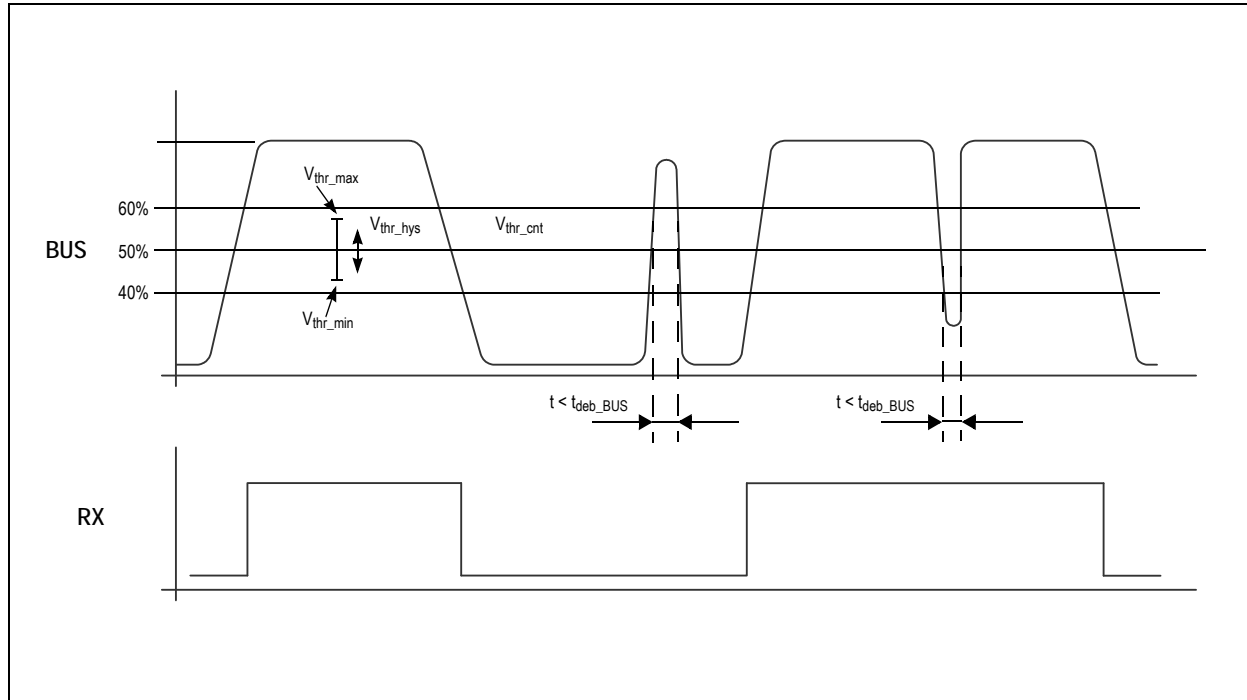 V_thr_max
60%
V_thr_hys
V_thr_cnt
BUS
50%
40%
V_thr_min
t < t_deb_BUS
t < t_deb_BUS
RX